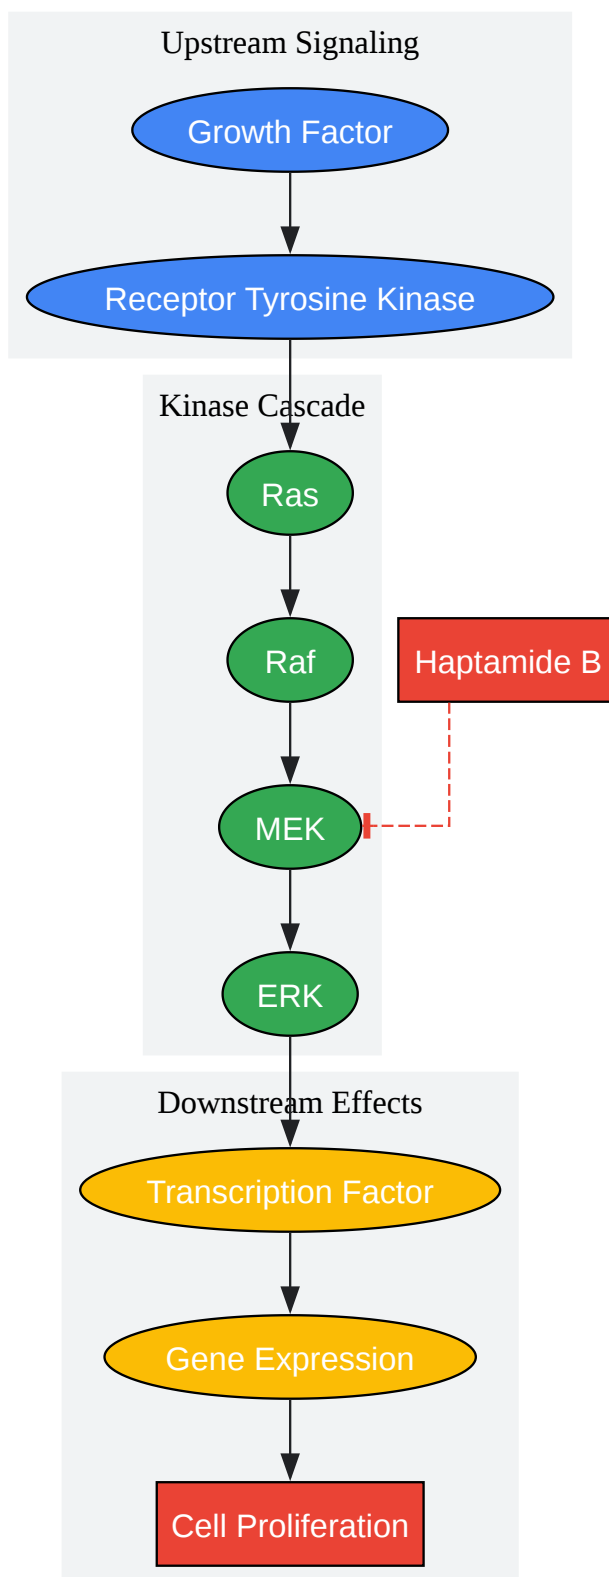 Upstream Signaling
Growth Factor
Receptor Tyrosine Kinase
Kinase Cascade
Ras
Raf
Haptamide B
MEK
ERK
Downstream Effects
Transcription Factor
Gene Expression
Cell Proliferation